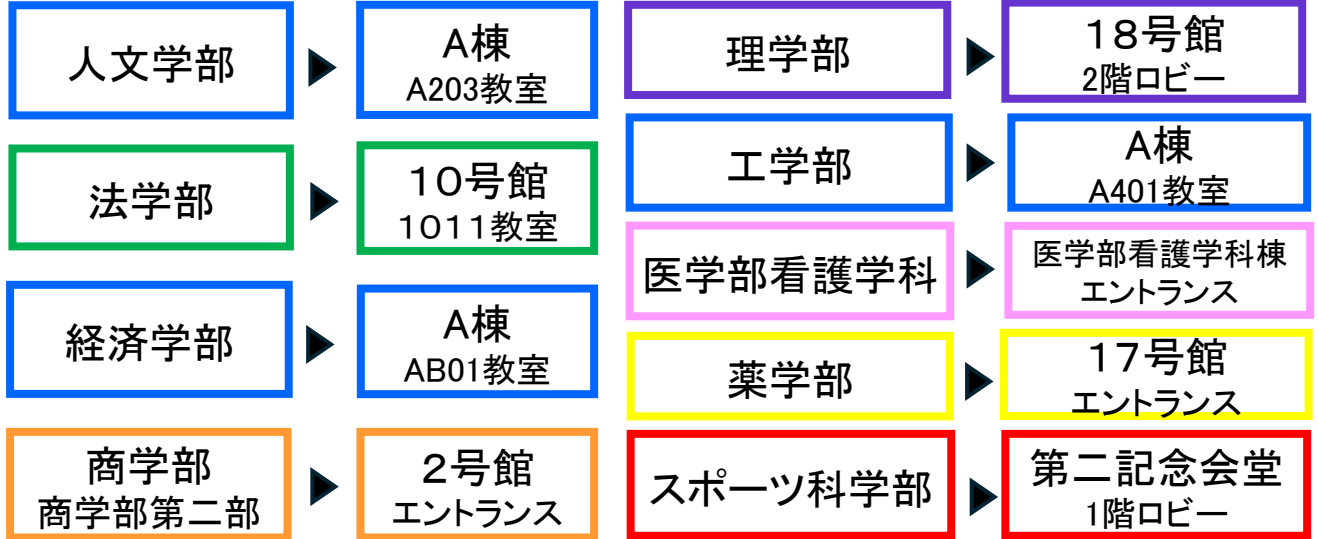 人文学部
A棟
A203教室
法学部
10号館
1011教室
経済学部
A棟
AB01教室
商学部
商学部第二部
2号館
エントランス
理学部
18号館
2階ロビー
工学部
A棟
A401教室
医学部看護学科
医学部看護学科棟
エントランス
薬学部
17号館
エントランス
スポーツ科学部
第二記念会堂
1階ロビー